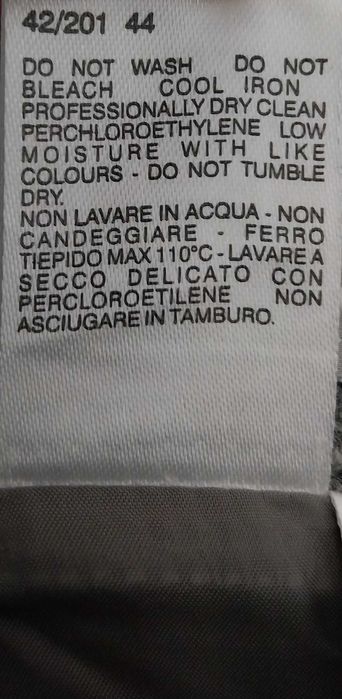 42/201 44
DO NOT WASH DO NOT
BLEACH COOL IRON
PROFESSIONALLY DRY CLEAN
PERCHLOROETHYLENE LOW
MOISTURE WITH LIKE
COLOURS - DO NOT TUMBLE
DRY.
NON LAVARE IN ACQUA - NON
CANDEGGIARE - FERRO
TIEPIDO MAX 110°C - LAVARE A
SECCO DELICATO CON
PERCLOROETILENE NON
ASCIUGARE IN TAMBURO.